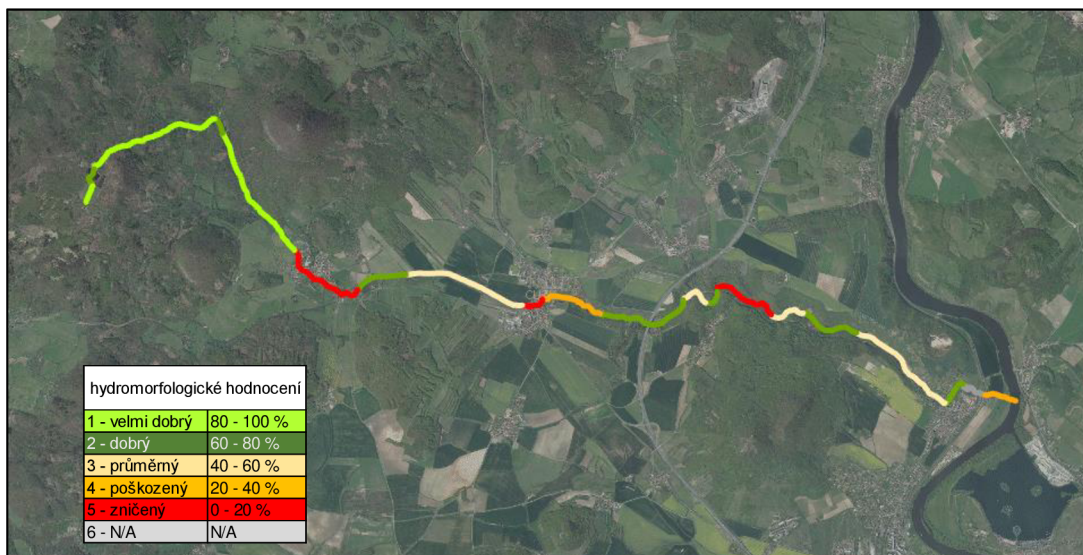 hydromorfologické hodnocení
1 - velmi dobrý 80 - 100 %
2 - dobrý 60 - 80 %
3 - průměrný 40 - 60 %
4 - poškozený 20 - 40 %
5 - zničený 0 - 20 %
6 - N/A N/A